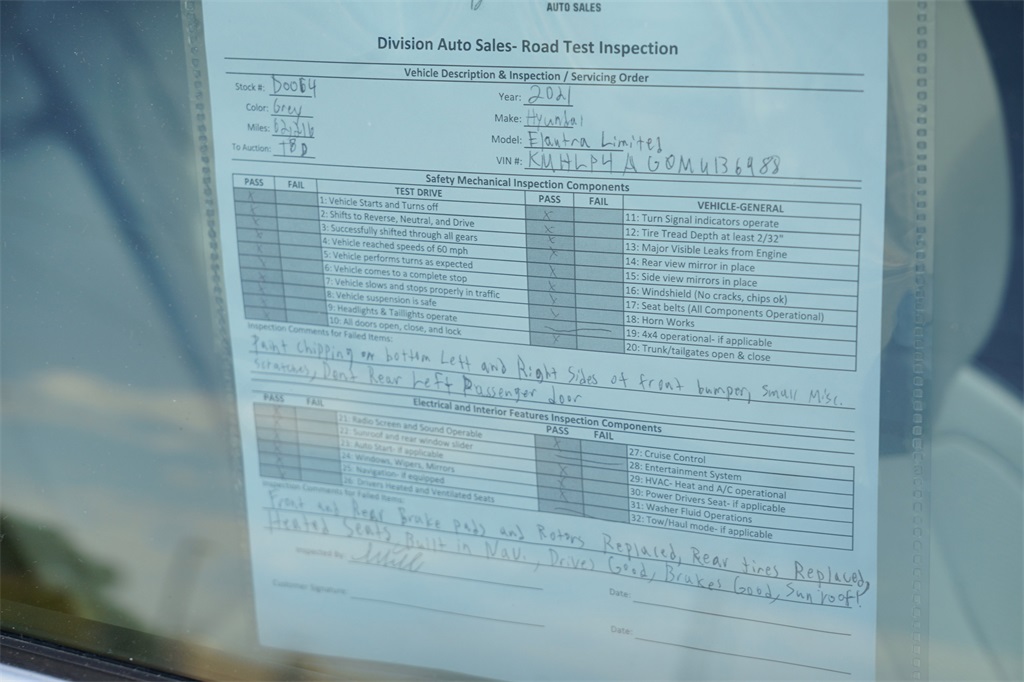 AUTO SALES
Division Auto Sales- Road Test Inspection
Vehicle Description & Inspection / Servicing Order
Stock #: D0064
Color: Grey
Miles:
To Auction: TBD
Year: 2021
Make: Hyundai
Model: Elantra Limited
VIN #: KMHLP4AG0MU136988
Safety Mechanical Inspection Components
PASS FAIL TEST DRIVE
1: Vehicle Starts and Turns off
2: Shifts to Reverse, Neutral, and Drive
3: Successfully shifted through all gears
4: Vehicle reached speeds of 60 mph
5: Vehicle performs turns as expected
6: Vehicle comes to a complete stop
7: Vehicle slows and stops properly in traffic
8: Vehicle suspension is safe
9: Headlights & Taillights operate
10: All doors open, close, and lock
PASS FAIL VEHICLE-GENERAL
11: Turn Signal indicators operate
12: Tire Tread Depth at least 2/32"
13: Major Visible Leaks from Engine
14: Rear view mirror in place
15: Side view mirrors in place
16: Windshield (No cracks, chips ok)
17: Seat belts (All Components Operational)
18: Horn Works
19: 4x4 operational- if applicable
20: Trunk/tailgates open & close
Inspection Comments for Failed Items:
Paint chipping on bottom Left and Right Sides of front bumper, Small Misc.
Scratches, Dent Rear Left Passenger door
Electrical and Interior Features Inspection Components
PASS FAIL
21: Radio Screen and Sound Operable
22: Sunroof and rear window slider
23: Auto Start- if applicable
24: Windows, Wipers, Mirrors
25: Navigation- if equipped
26: Drivers Heated and Ventilated Seats
PASS FAIL
27: Cruise Control
28: Entertainment System
29: HVAC- Heat and A/C operational
30: Power Drivers Seat- if applicable
31: Washer Fluid Operations
32: Tow/Haul mode- if applicable
Inspection Comments for Failed Items:
Front and Rear Brake pads and Rotors Replaced, Rear tires Replaced,
Heated Seats, Built in Nav., Drives Good, Brakes Good, Sunroof!
Inspected By:
Date:
Customer Signature:
Date: